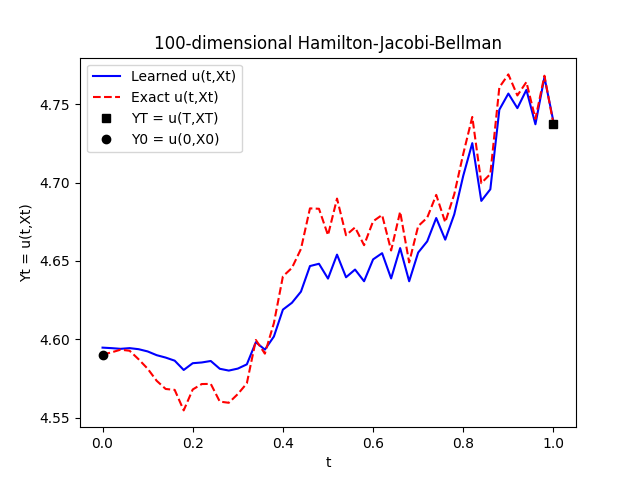 100-dimensional Hamilton-Jacobi-Bellman
Learned u(t,Xt)
Exact u(t,Xt)
YT = u(T,XT)
Y0 = u(0,X0)
Yt = u(t,Xt)
4.75
4.70
4.65
4.60
4.55
0.0 0.2 0.4 0.6 0.8 1.0
t